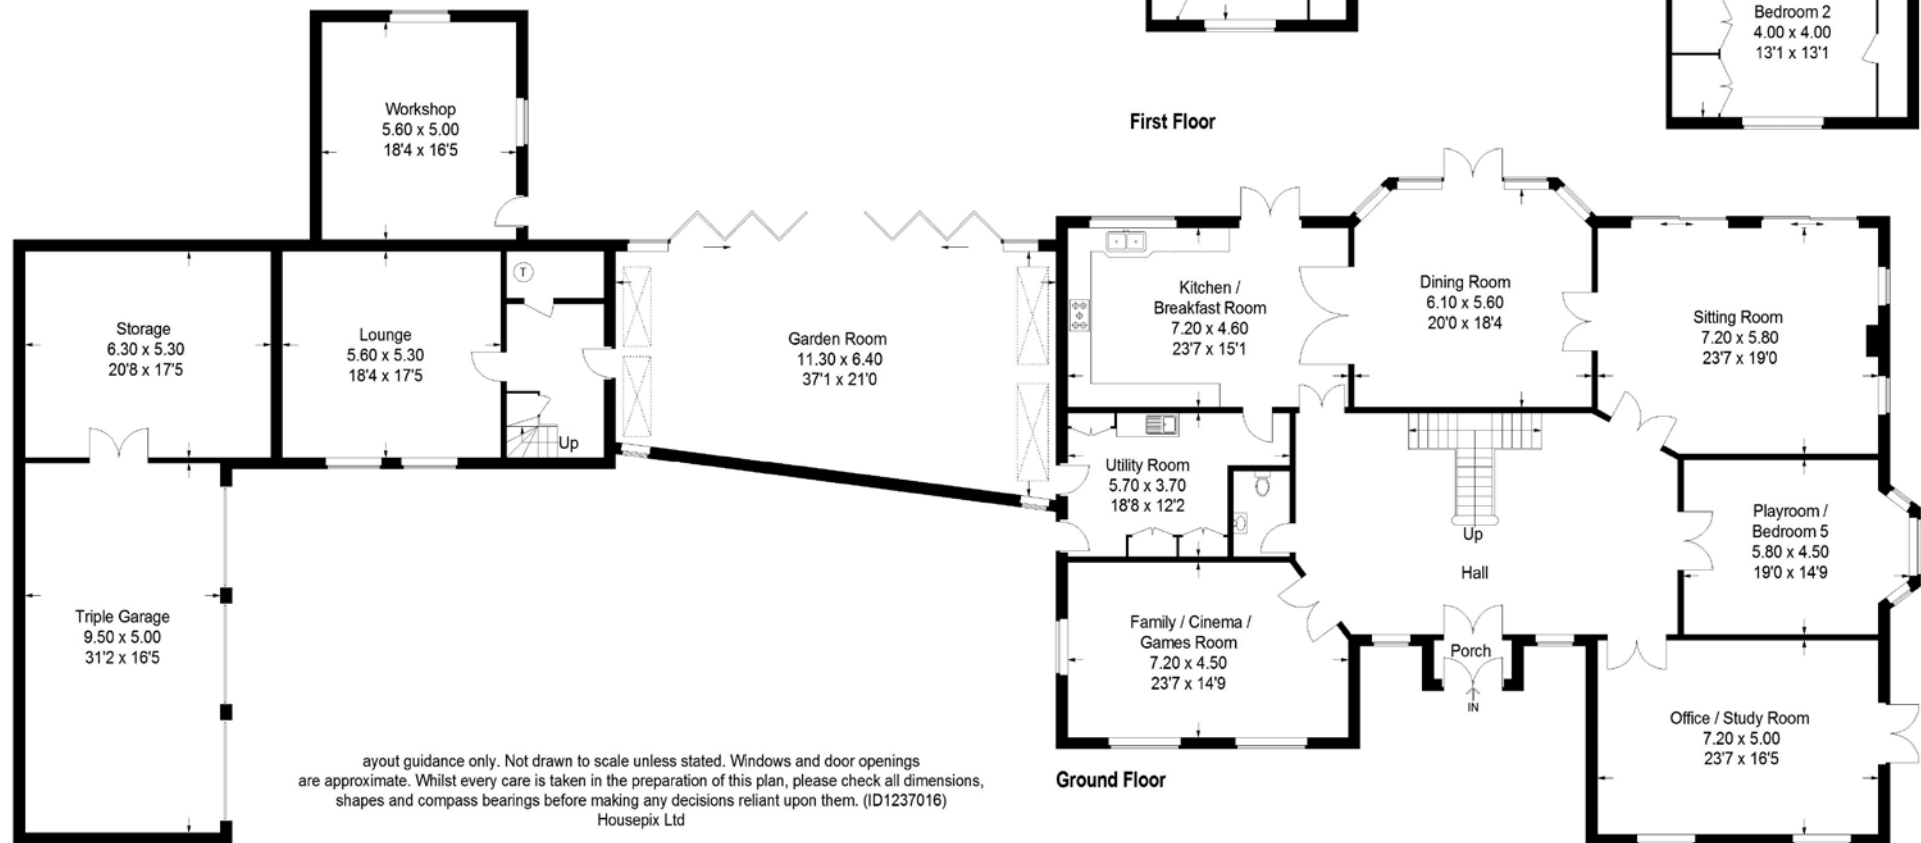 Bedroom 2
4.00 x 4.00
13'1 x 13'1
First Floor
Workshop
5.60 x 5.00
18'4 x 16'5
Storage
6.30 x 5.30
20'8 x 17'5
Lounge
5.60 x 5.30
18'4 x 17'5
T
Up
Garden Room
11.30 x 6.40
37'1 x 21'0
Kitchen /
Breakfast Room
7.20 x 4.60
23'7 x 15'1
Dining Room
6.10 x 5.60
20'0 x 18'4
Sitting Room
7.20 x 5.80
23'7 x 19'0
Utility Room
5.70 x 3.70
18'8 x 12'2
Up
Hall
Playroom /
Bedroom 5
5.80 x 4.50
19'0 x 14'9
Triple Garage
9.50 x 5.00
31'2 x 16'5
Family / Cinema /
Games Room
7.20 x 4.50
23'7 x 14'9
Porch
IN
Office / Study Room
7.20 x 5.00
23'7 x 16'5
Ground Floor
ayout guidance only. Not drawn to scale unless stated. Windows and door openings
are approximate. Whilst every care is taken in the preparation of this plan, please check all dimensions,
shapes and compass bearings before making any decisions reliant upon them. (ID1237016)
Housepix Ltd